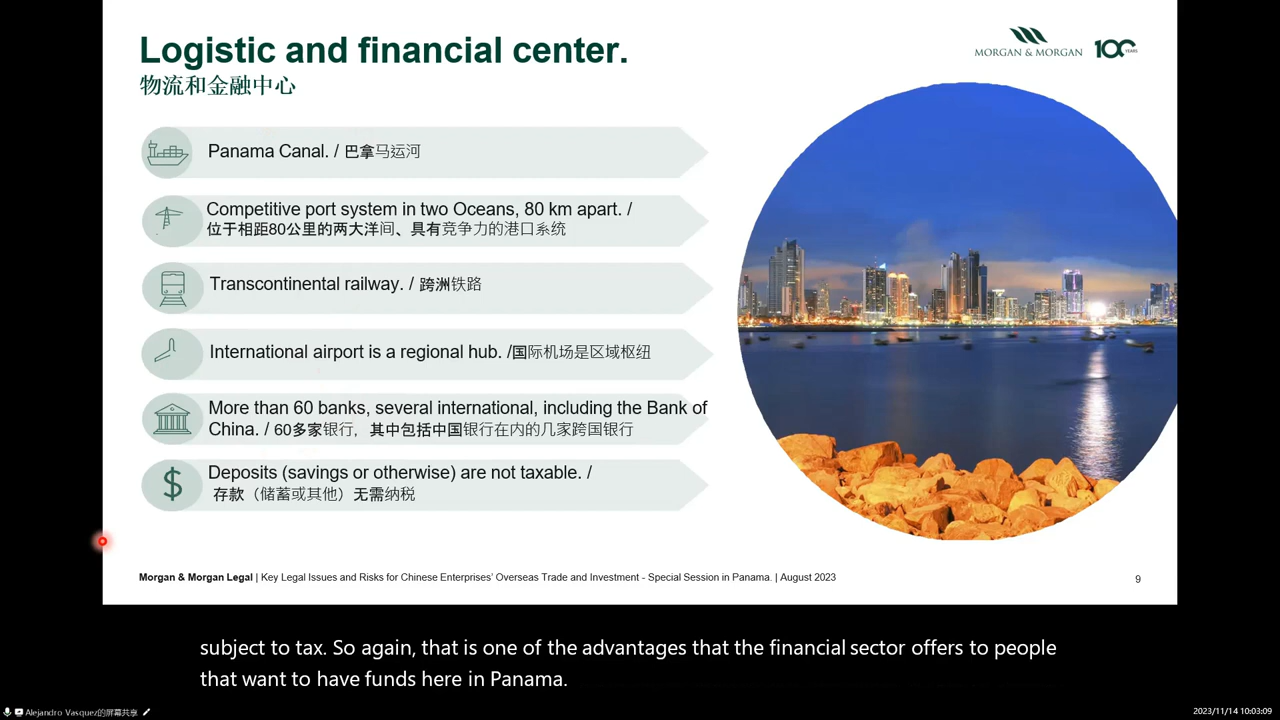 Logistic and financial center.
物流和金融中心
MORGAN & MORGAN
100 YEARS
Panama Canal. / 巴拿马运河
Competitive port system in two Oceans, 80 km apart. /
位于相距80公里的两大洋间、具有竞争力的港口系统
Transcontinental railway. / 跨洲铁路
International airport is a regional hub. /国际机场是区域枢纽
More than 60 banks, several international, including the Bank of
China. / 60多家银行，其中包括中国银行在内的几家跨国银行
$
Deposits (savings or otherwise) are not taxable. /
存款（储蓄或其他）无需纳税
Morgan & Morgan Legal | Key Legal Issues and Risks for Chinese Enterprises' Overseas Trade and Investment - Special Session in Panama. | August 2023
9
subject to tax. So again, that is one of the advantages that the financial sector offers to people
that want to have funds here in Panama.
Alejandro Vasquez的屏幕共享
2023/11/14 10:03:09